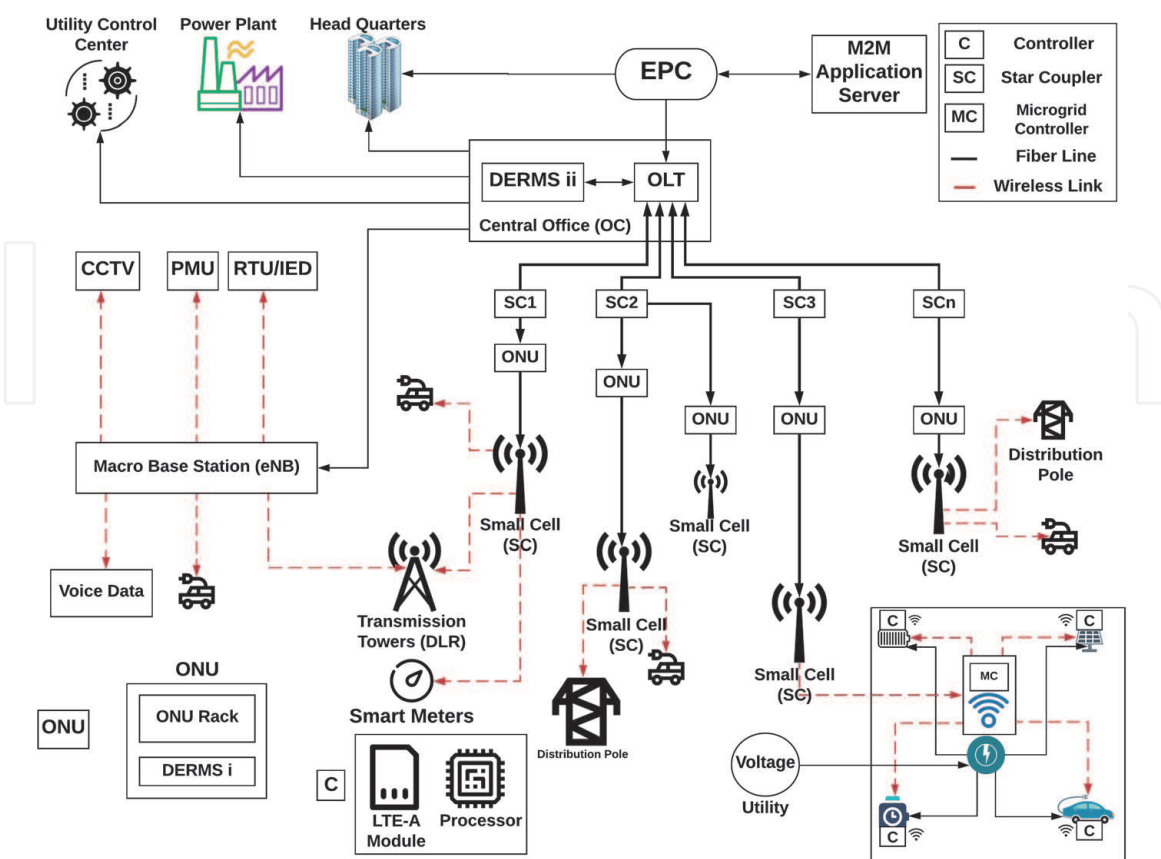 Utility Control
Center
Power Plant
Head Quarters
EPC
M2M
Application
Server
C
Controller
SC
Star Coupler
MC
Microgrid
Controller
Fiber Line
Wireless Link
DERMS ii
OLT
Central Office (OC)
CCTV
PMU
RTU/IED
SC1
SC2
SC3
SCn
ONU
ONU
ONU
ONU
ONU
Macro Base Station (eNB)
Distribution
Pole
Small Cell
(SC)
Small Cell
(SC)
Small Cell
(SC)
Voice Data
Transmission
Towers (DLR)
Small Cell
(SC)
Small Cell
(SC)
C
C
MC
ONU
ONU Rack
DERMS i
ONU
Smart Meters
Distribution Pole
C
LTE-A
Module
Processor
Voltage
Utility
C
C